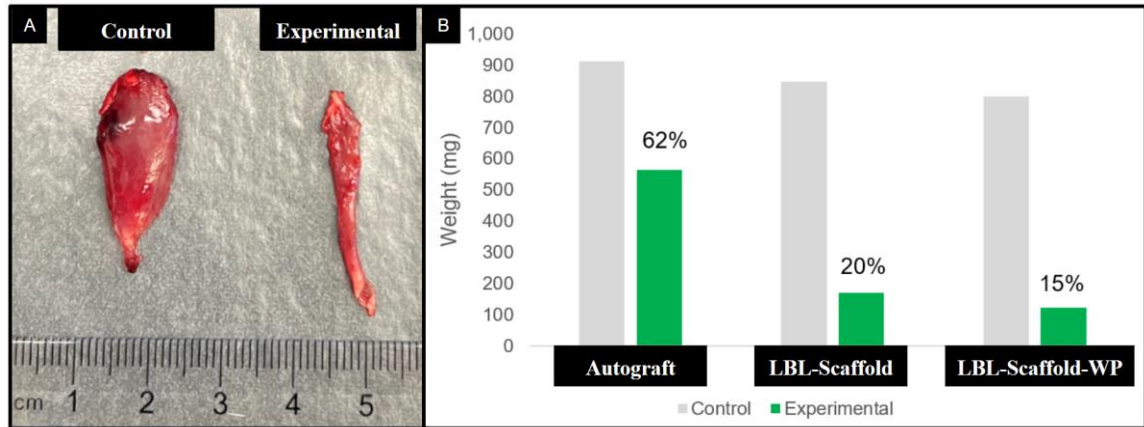 A
Control
Experimental
cm 1 2 3 4 5
B
1,000
900
800
700
600
500
400
300
200
100
0
Weight (mg)
62%
20%
15%
Autograft
LBL-Scaffold
LBL-Scaffold-WP
Control
Experimental